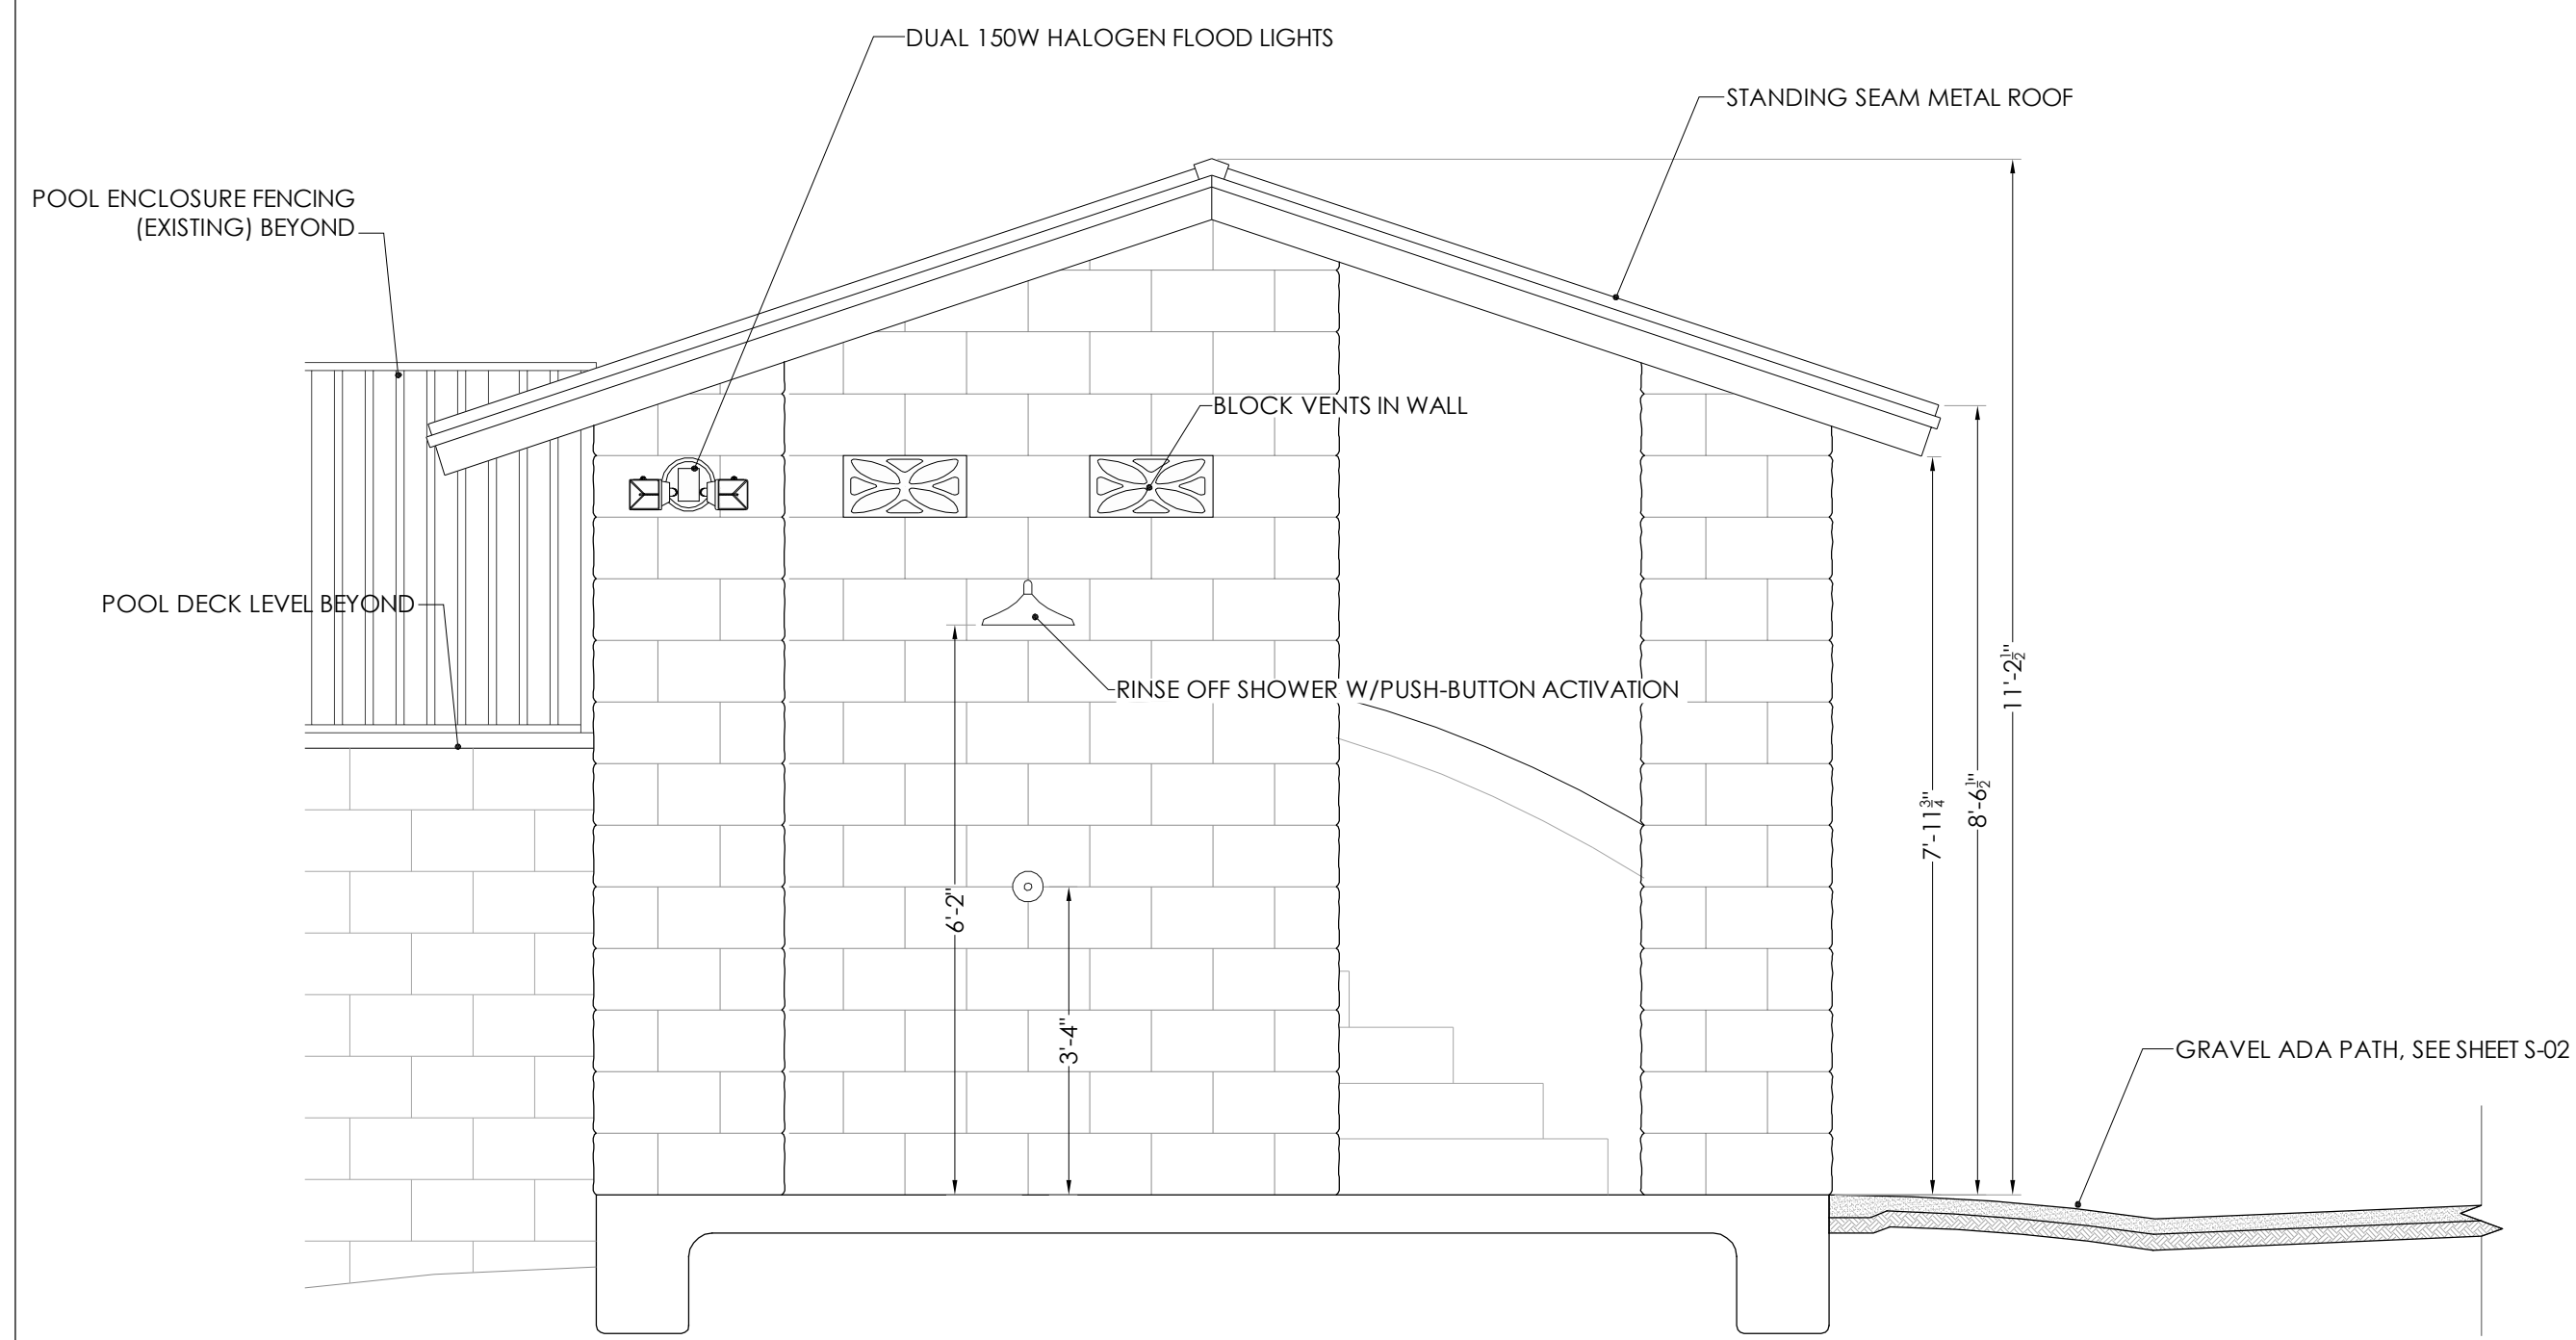 DUAL 150W HALOGEN FLOOD LIGHTS
STANDING SEAM METAL ROOF
POOL ENCLOSURE FENCING
(EXISTING) BEYOND
BLOCK VENTS IN WALL
POOL DECK LEVEL BEYOND
RINSE OFF SHOWER W/PUSH-BUTTON ACTIVATION
11'-2½"
8'-6½"
7'-11¾"
6'-2"
3'-4"
GRAVEL ADA PATH, SEE SHEET S-02